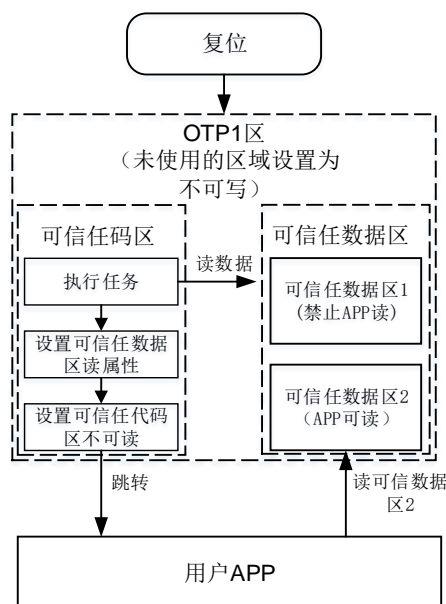 复位
OTP1区
（未使用的区域设置为
不可写）
可信任码区
执行任务
设置可信任数据
区读属性
设置可信任代码
区不可读
读数据
可信任数据区
可信任数据区1
(禁止APP读)
可信任数据区2
（APP可读）
跳转
读可信数据
区2
用户APP